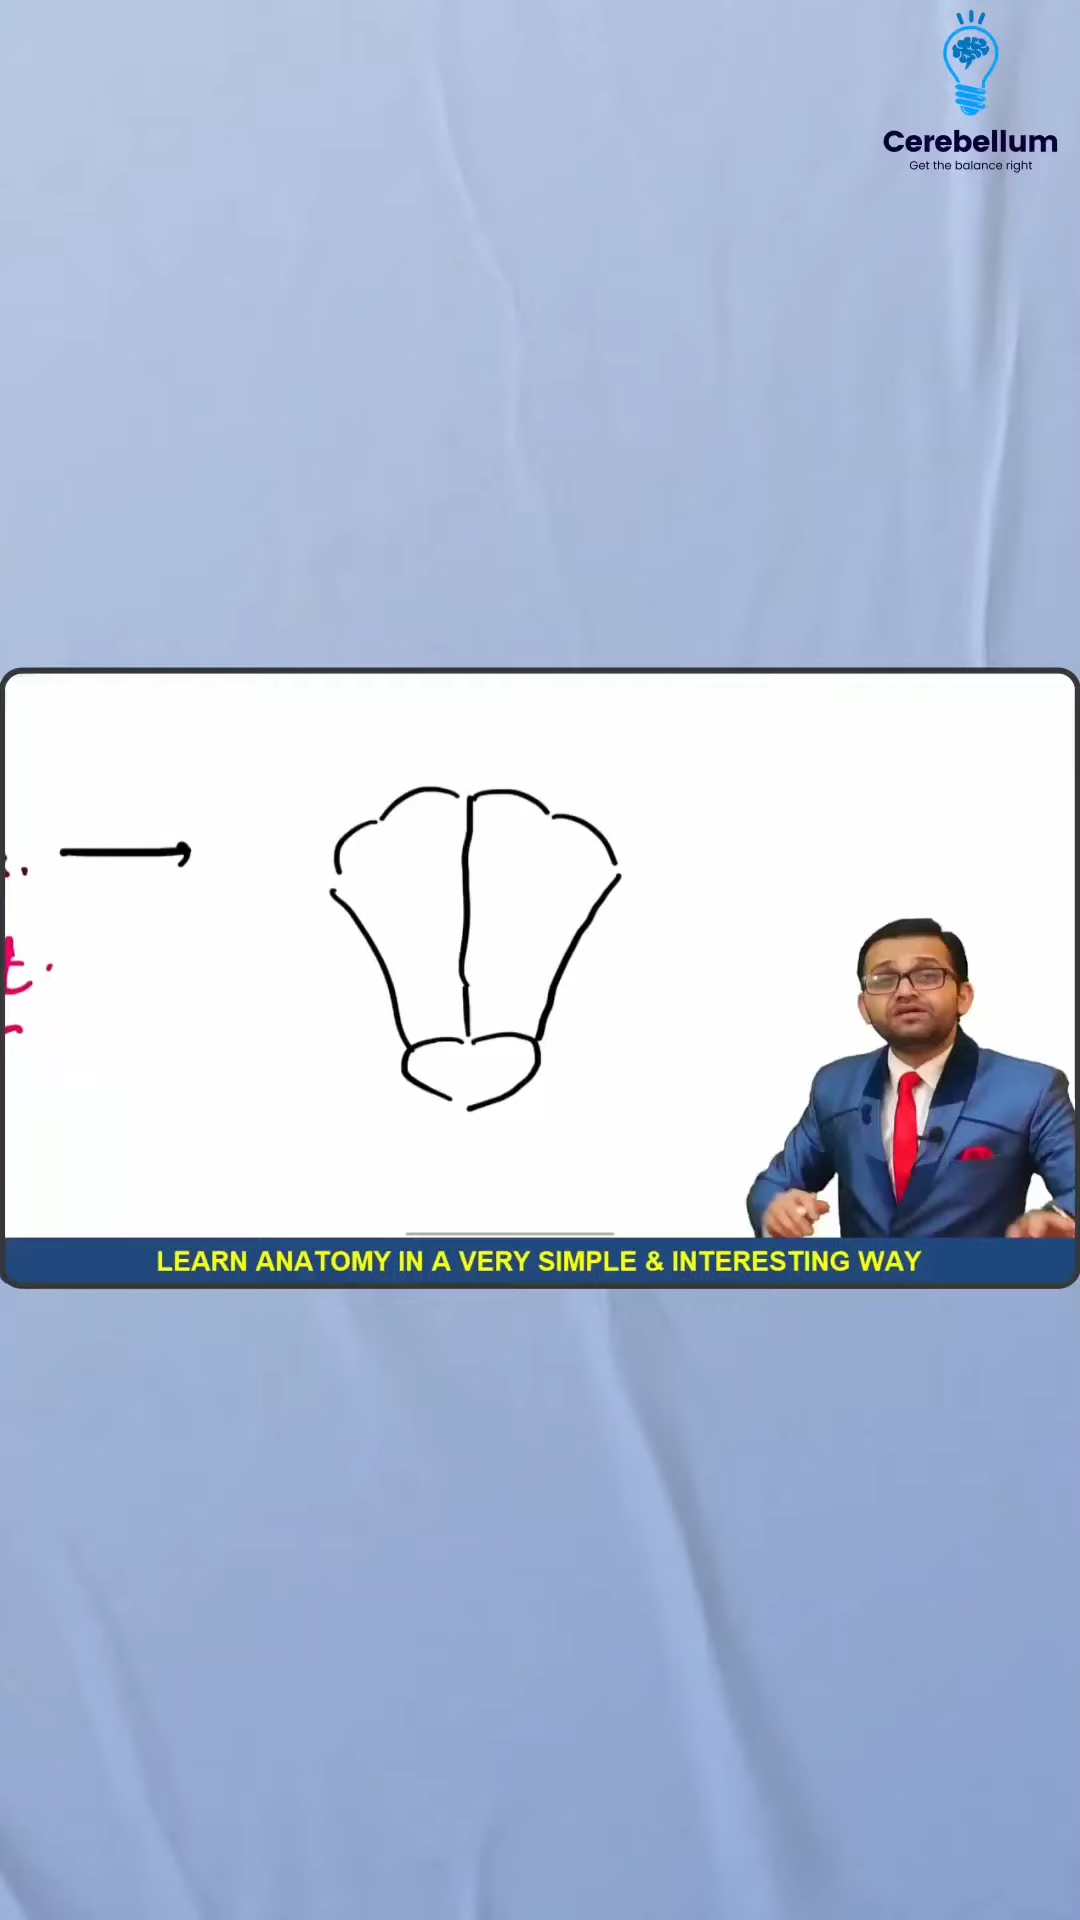 Cerebellum
Get the balance right
LEARN ANATOMY IN A VERY SIMPLE & INTERESTING WAY